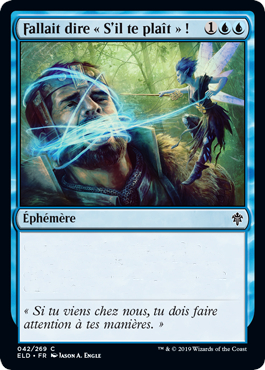 Fallait dire « S'il te plaît » !
1
Éphémère
« Si tu viens chez nous, tu dois faire
attention à tes manières. »
042/269 C
ELD • FR JASON A. ENGLE
™ & © 2019 Wizards of the Coast